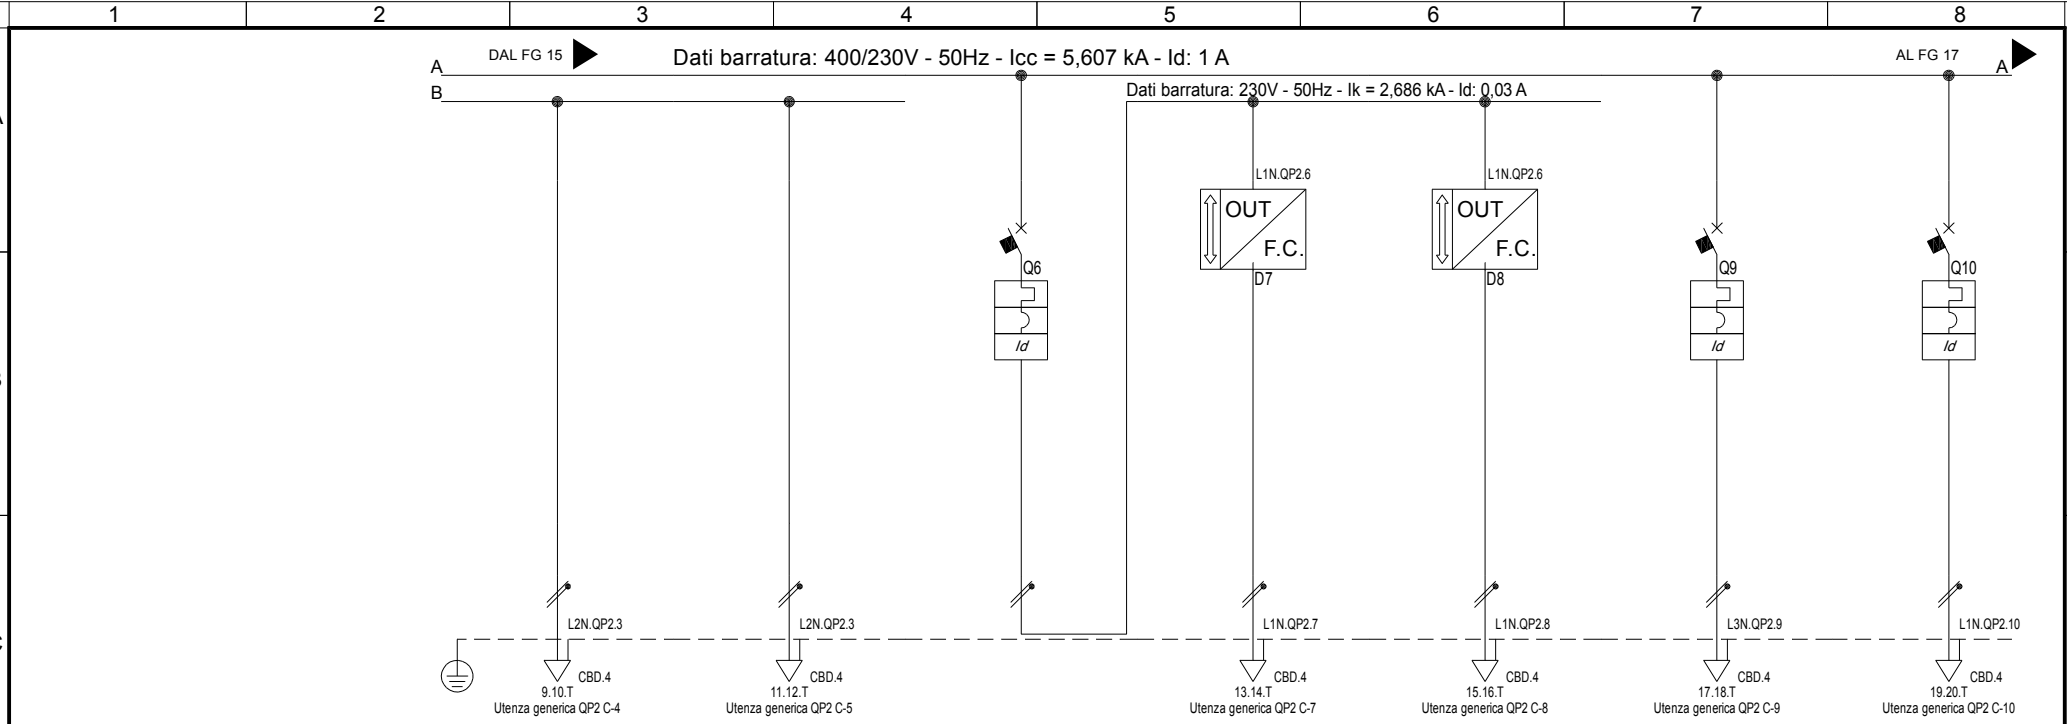 1 2 3 4 5 6 7 8
DAL FG 15 Dati barratura: 400/230V - 50Hz - Icc = 5,607 kA - Id: 1 A AL FG 17
A A
B Dati barratura: 230V - 50Hz - Ik = 2,686 kA - Id: 0,03 A
L1N.QP2.6 L1N.QP2.6
OUT OUT
F.C. F.C.
Q6 D7 D8 Q9 Q10
Id Id Id
L2N.QP2.3 L2N.QP2.3 L1N.QP2.7 L1N.QP2.8 L3N.QP2.9 L1N.QP2.10
CBD.4 CBD.4 CBD.4 CBD.4 CBD.4 CBD.4
9.10.T 11.12.T 13.14.T 15.16.T 17.18.T 19.20.T
Utenza generica QP2 C-4 Utenza generica QP2 C-5 Utenza generica QP2 C-7 Utenza generica QP2 C-8 Utenza generica QP2 C-9 Utenza generica QP2 C-10